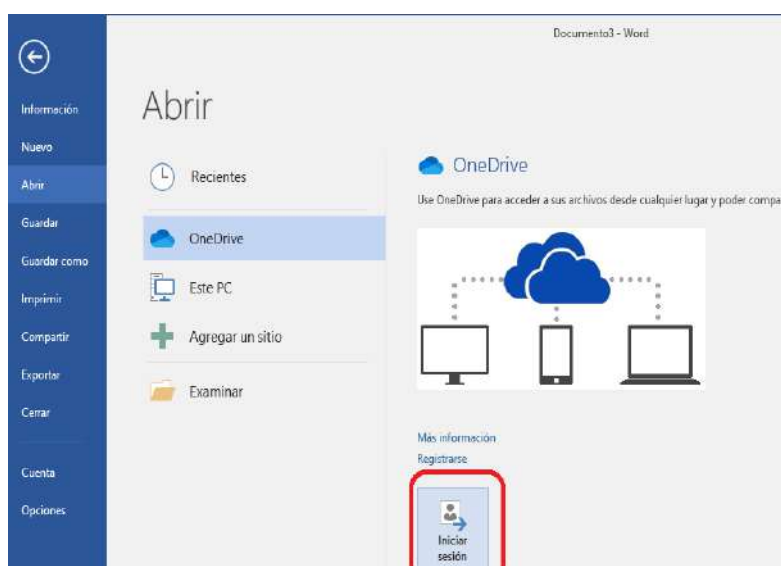 Documento3 - Word
Información
Nuevo
Abrir
Guardar
Guardar como
Imprimir
Compartir
Exportar
Cerrar
Cuenta
Opciones
Abrir
Recientes
OneDrive
Este PC
Agregar un sitio
Examinar
OneDrive
Use OneDrive para acceder a sus archivos desde cualquier lugar y poder compa
Más información
Registrarse
Iniciar
sesión